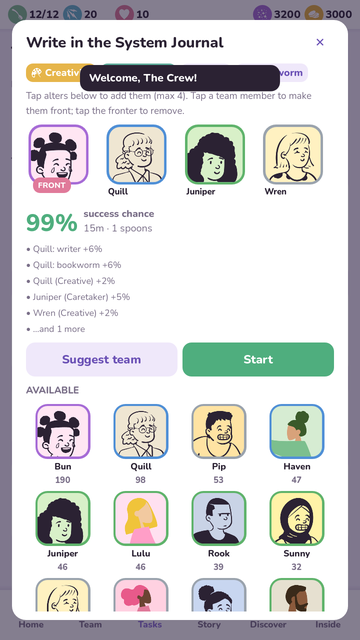 12/12
20
10
3200
3000
Write in the System Journal
✕
Creativ
Welcome, The Crew!
worm
Tap alters below to add them (max 4). Tap a team member to make
them front; tap the fronter to remove.
FRONT
Quill
Juniper
Wren
99%
success chance
15m · 1 spoons
• Quill: writer +6%
• Quill: bookworm +6%
• Quill (Creative) +2%
• Juniper (Caretaker) +5%
• Wren (Creative) +2%
• ...and 1 more
Suggest team
Start
AVAILABLE
Bun
Quill
Pip
Haven
190
98
53
47
Juniper
Lulu
Rook
Sunny
46
46
39
32
Home
Team
Tasks
Story
Discover
Inside